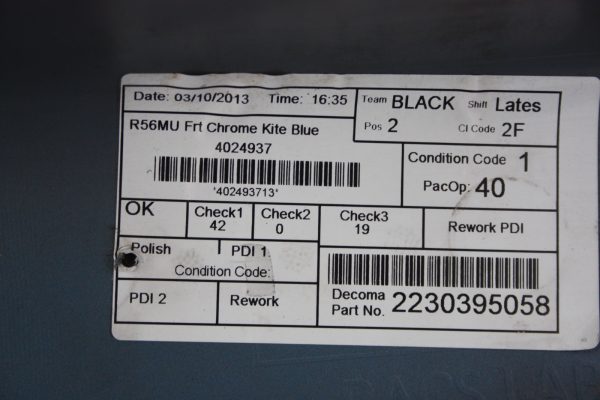 Date: 03/10/2013 Time: 16:35
Team BLACK Shift Lates
Pos 2 CI Code 2F
R56MU Frt Chrome Kite Blue
4024937
*402493713*
Condition Code 1
PacOp: 40
OK
Check1 42
Check2 0
Check3 19
Rework PDI
Polish
PDI 1
Condition Code:
PDI 2
Rework
Decoma Part No. 2230395058